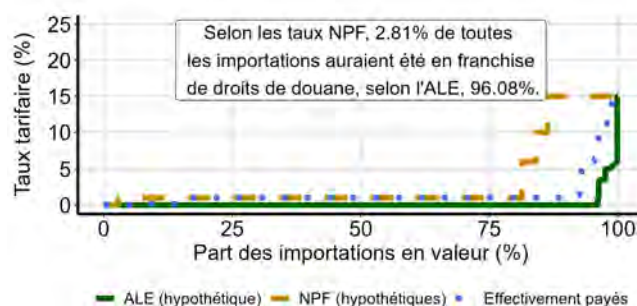 Selon les taux NPF, 2.81% de toutes
les importations auraient été en franchise
de droits de douane, selon l'ALE, 96.08%.
Taux tarifaire (%)
25
20
15
10
5
0
0
25
50
75
100
Part des importations en valeur (%)
ALE (hypothétique)
NPF (hypothétiques)
Effectivement payés